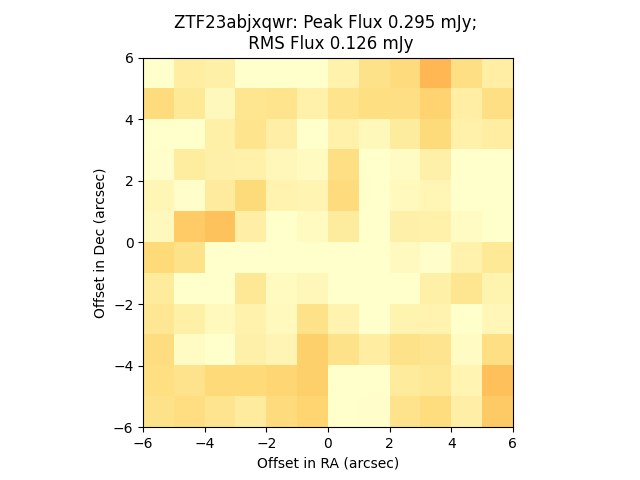 ZTF23abjxqwr: Peak Flux 0.295 mJy;
RMS Flux 0.126 mJy
6
4
2
0
−2
−4
−6
Offset in Dec (arcsec)
−6 −4 −2 0 2 4 6
Offset in RA (arcsec)